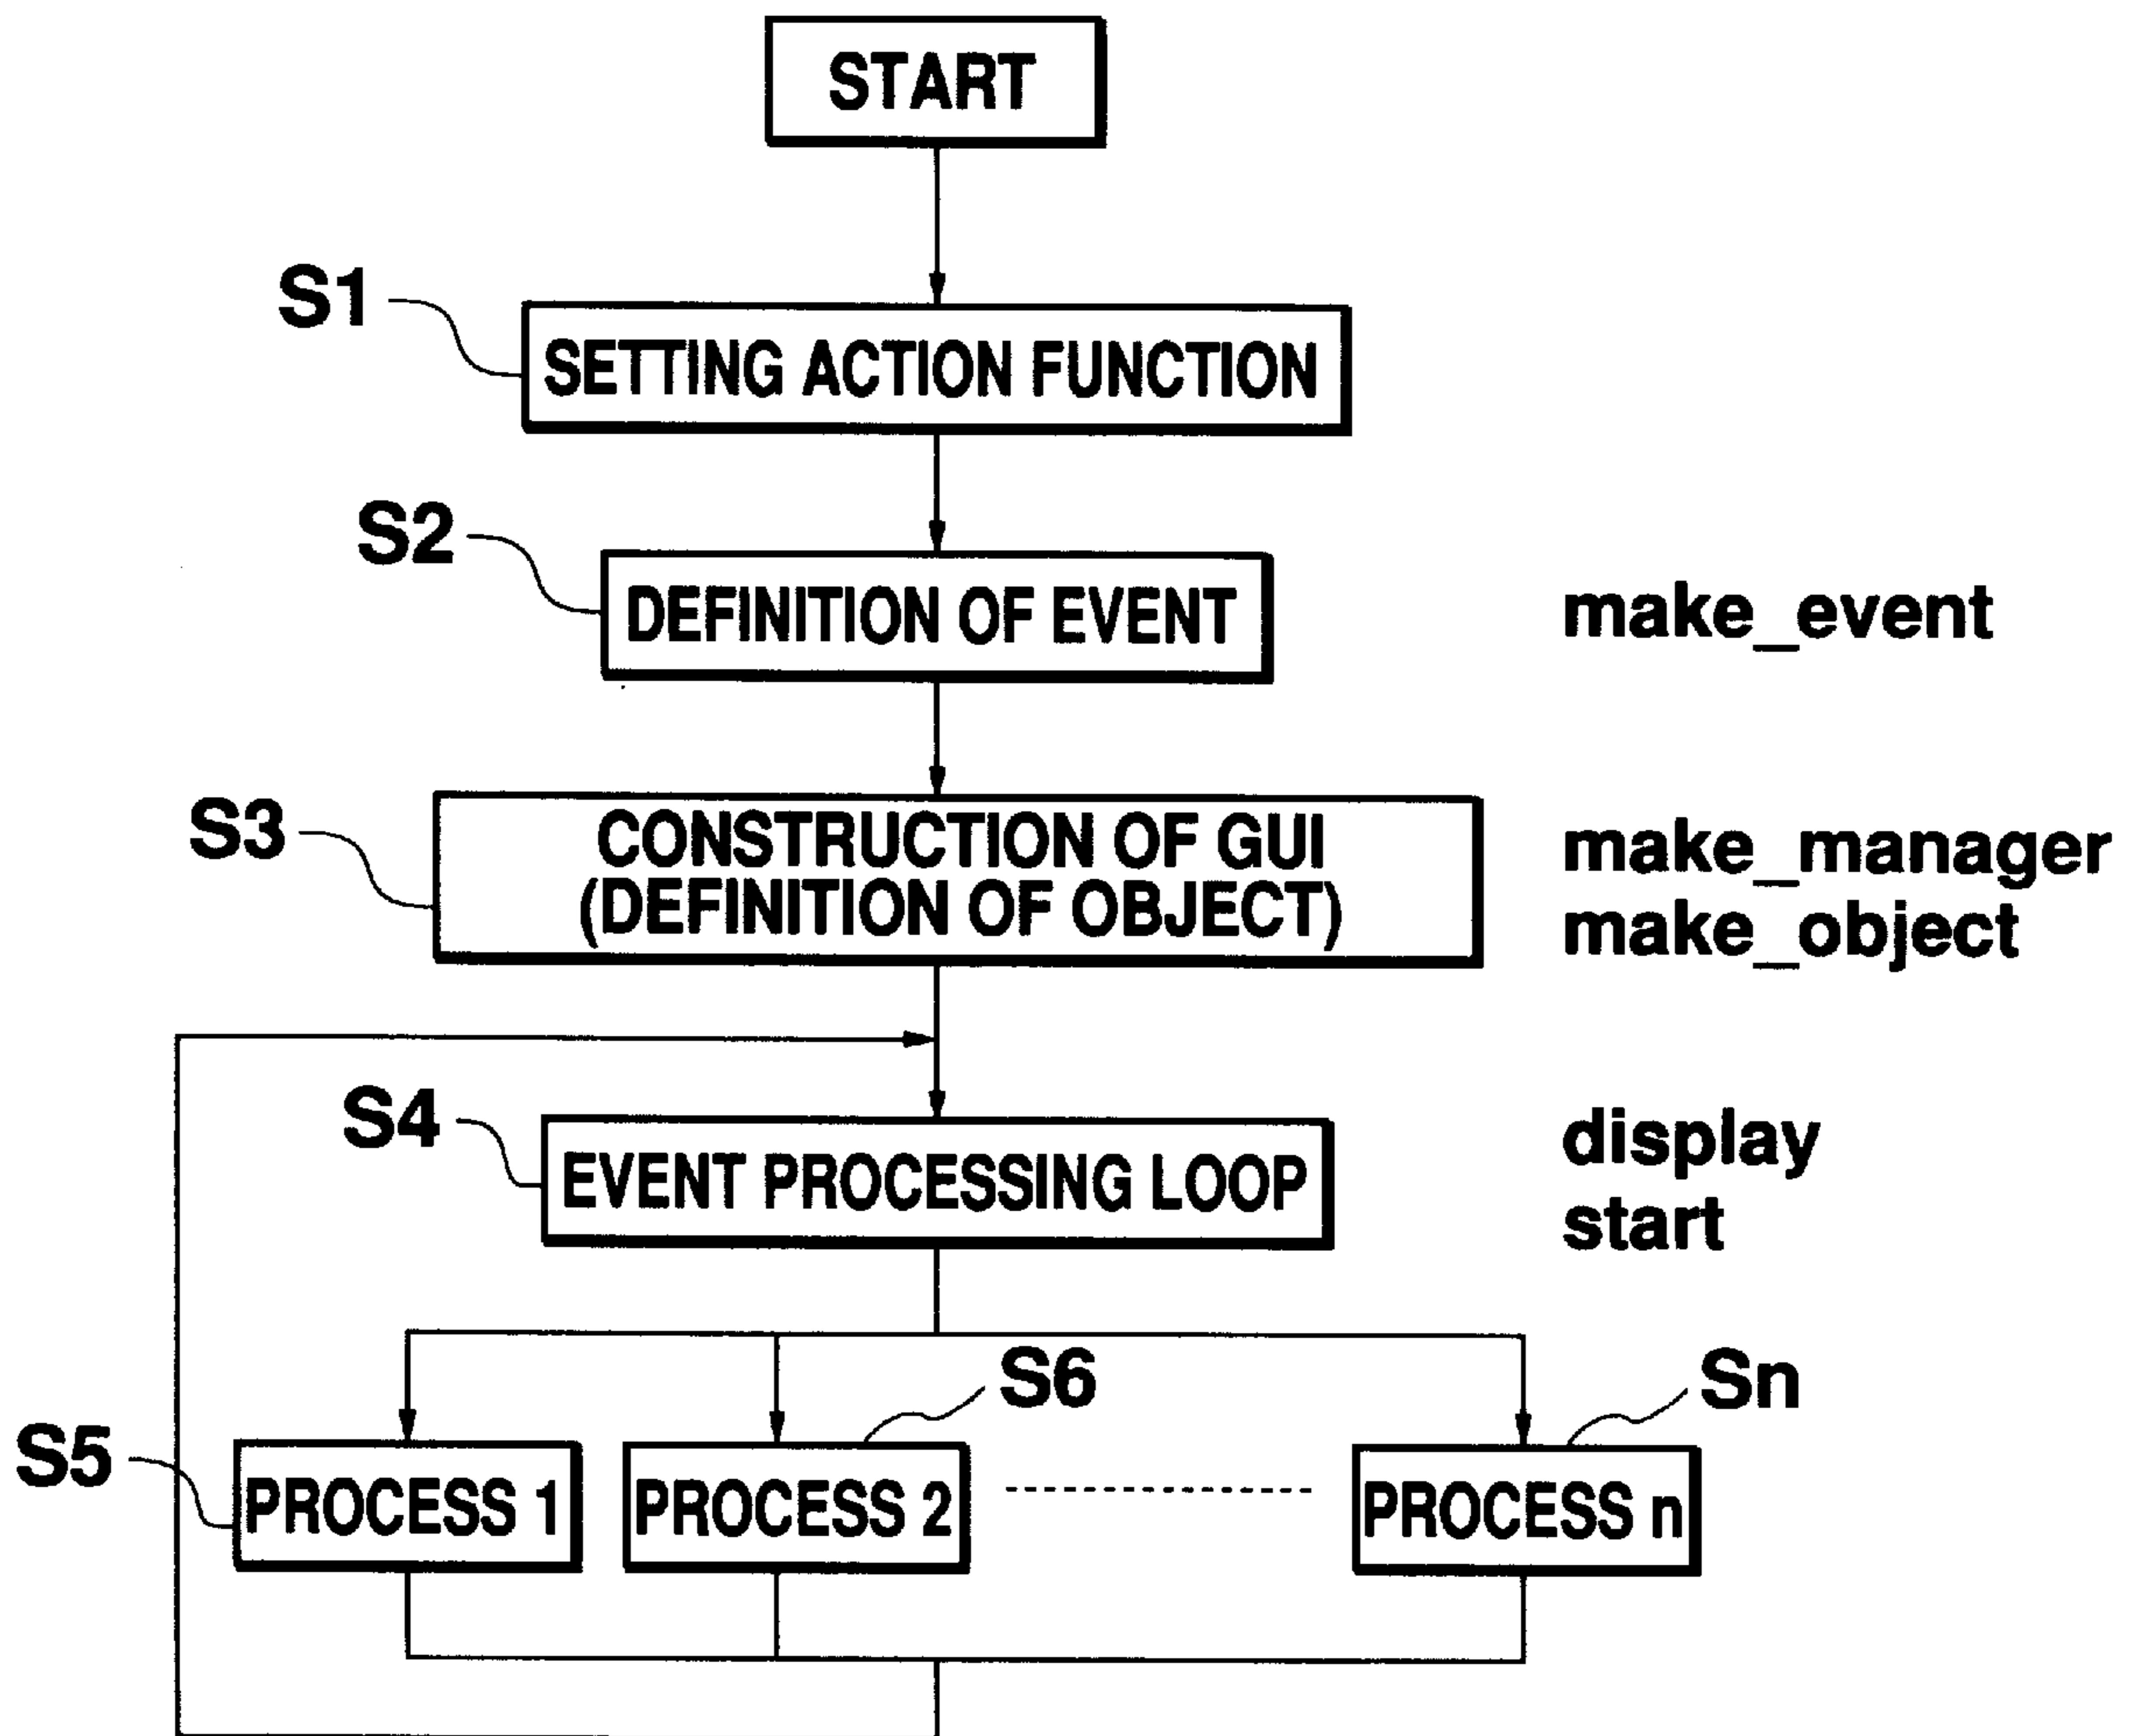 START
S1
SETTING ACTION FUNCTION
S2
DEFINITION OF EVENT
make_event
S3
CONSTRUCTION OF GUI
(DEFINITION OF OBJECT)
make_manager
make_object
S4
EVENT PROCESSING LOOP
display
start
S6
Sn
S5
PROCESS 1
PROCESS 2
PROCESS n